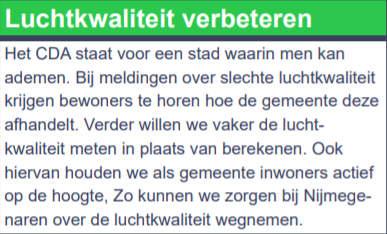 Luchtkwaliteit verbeteren
Het CDA staat voor een stad waarin men kan
ademen. Bij meldingen over slechte luchtkwaliteit
krijgen bewoners te horen hoe de gemeente deze
afhandelt. Verder willen we vaker de lucht-
kwaliteit meten in plaats van berekenen. Ook
hiervan houden we als gemeente inwoners actief
op de hoogte, Zo kunnen we zorgen bij Nijmege-
naren over de luchtkwaliteit wegnemen.